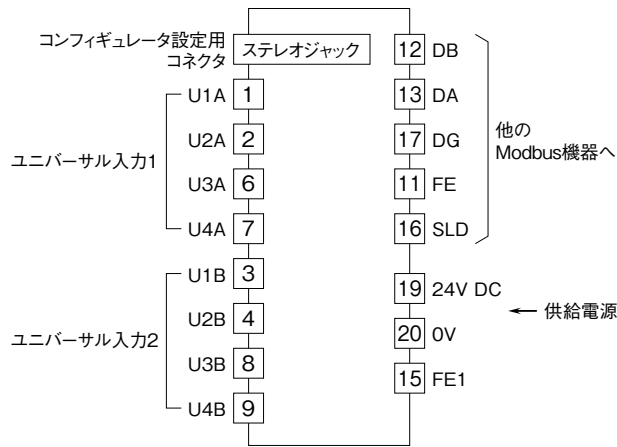 コンフィギュレータ設定用
コネクタ
ステレオジャック
ユニバーサル入力1
U1A 1
U2A 2
U3A 6
U4A 7
ユニバーサル入力2
U1B 3
U2B 4
U3B 8
U4B 9
12 DB
13 DA
17 DG
11 FE
16 SLD
他の
Modbus機器へ
19 24V DC
20 0V
15 FE1
← 供給電源